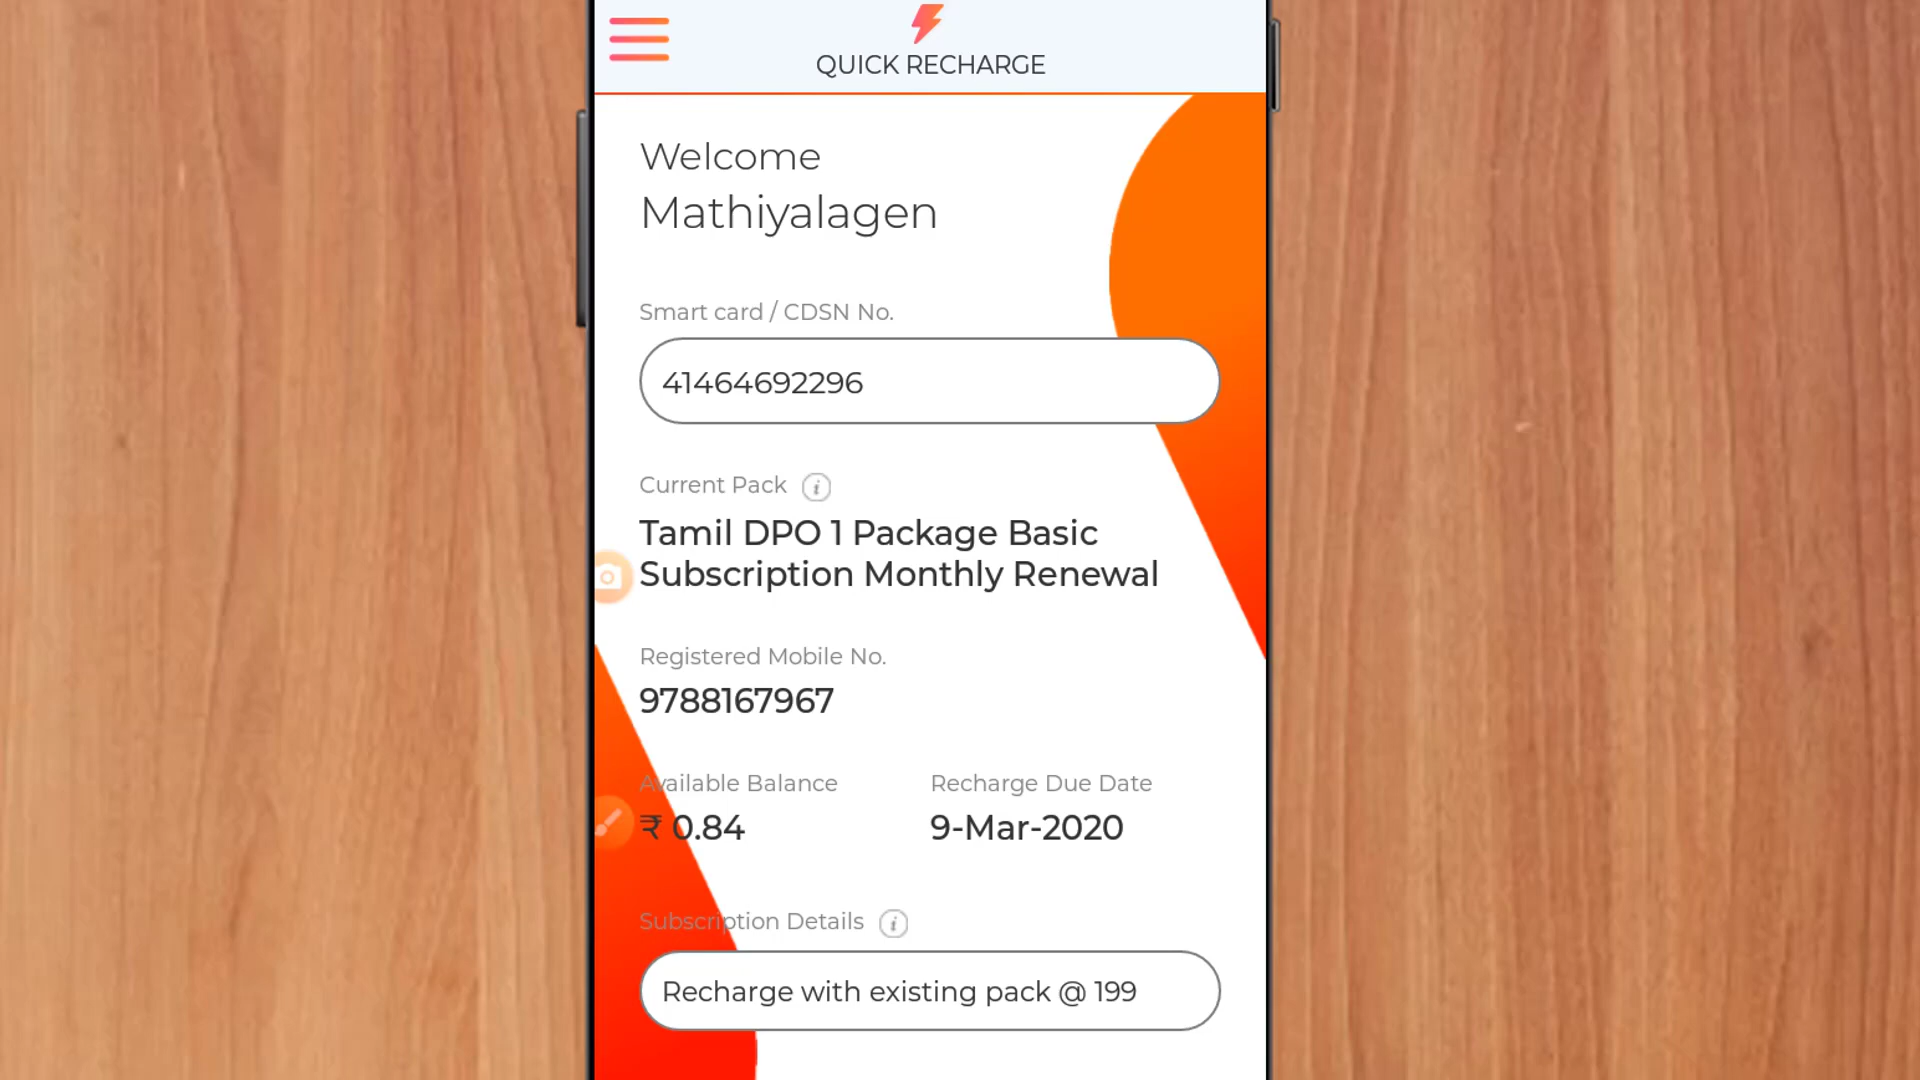 QUICK RECHARGE
Welcome
Mathiyalagen
Smart card / CDSN No.
41464692296
Current Pack
Tamil DPO 1 Package Basic
Subscription Monthly Renewal
Registered Mobile No.
9788167967
Available Balance
Recharge Due Date
₹ 0.84
9-Mar-2020
Subscription Details
Recharge with existing pack @ 199